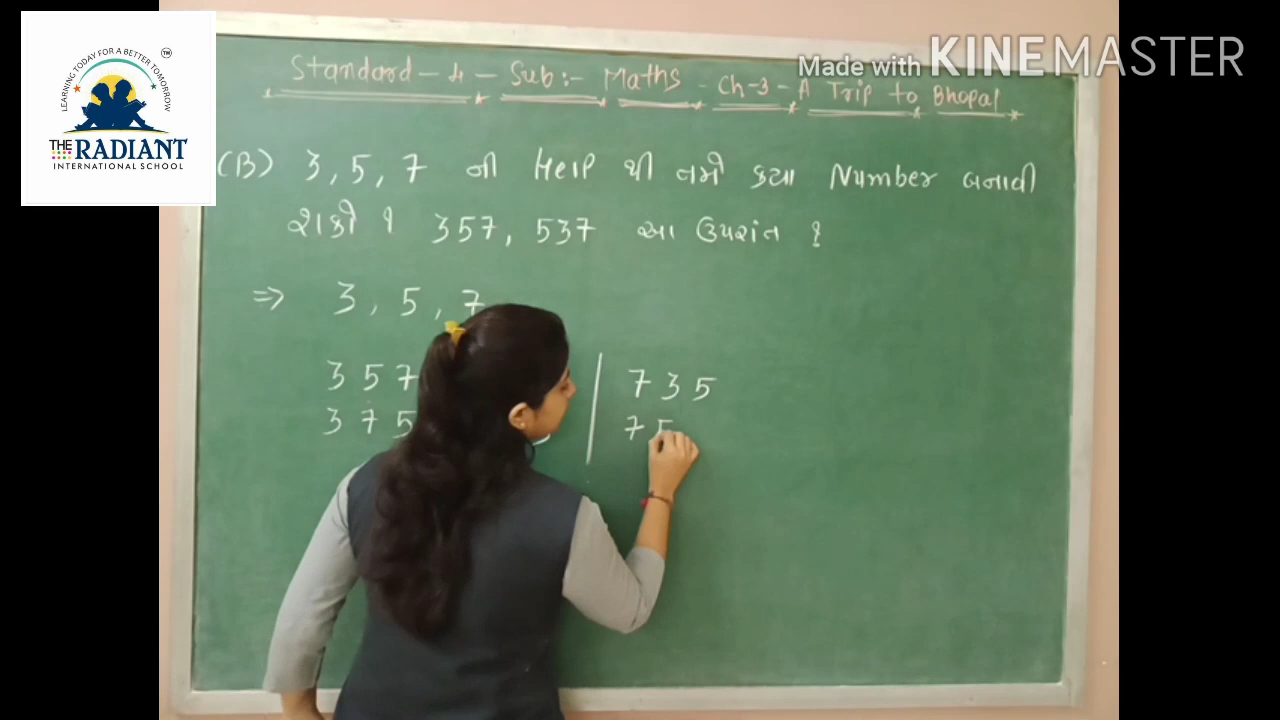 LEARNING TODAY FOR A BETTER TOMORROW
TM
THE RADIANT
INTERNATIONAL SCHOOL
Made with KINEMASTER
Standard - 4 - Sub:- Maths - Ch-3 - A Trip to Bhopal
(B) 3, 5, 7 ની Help થી તમે કયા Number બનાવી
શકો ? 357, 537 આ ઉપરાંત ?
⇒ 3, 5, 7
357
375
735
75